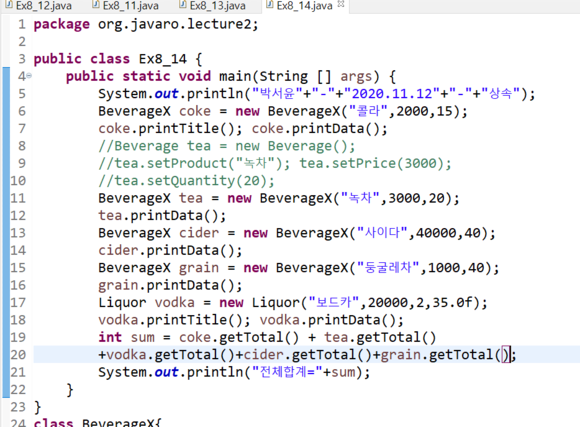 Ex8_12.java Ex8_11.java Ex8_13.java Ex8_14.java
1 package org.javaro.lecture2;
2
3 public class Ex8_14 {
4 public static void main(String [] args) {
5 System.out.println("박서윤"+"-"+"2020.11.12"+"-"+"상속");
6 BeverageX coke = new BeverageX("콜라",2000,15);
7 coke.printTitle(); coke.printData();
8 //Beverage tea = new Beverage();
9 //tea.setProduct("녹차"); tea.setPrice(3000);
10 //tea.setQuantity(20);
11 BeverageX tea = new BeverageX("녹차",3000,20);
12 tea.printData();
13 BeverageX cider = new BeverageX("사이다",40000,40);
14 cider.printData();
15 BeverageX grain = new BeverageX("둥굴레차",1000,40);
16 grain.printData();
17 Liquor vodka = new Liquor("보드카",20000,2,35.0f);
18 vodka.printTitle(); vodka.printData();
19 int sum = coke.getTotal() + tea.getTotal()
20 +vodka.getTotal()+cider.getTotal()+grain.getTotal();
21 System.out.println("전체합계="+sum);
22 }
23 }
24 class BeverageX{